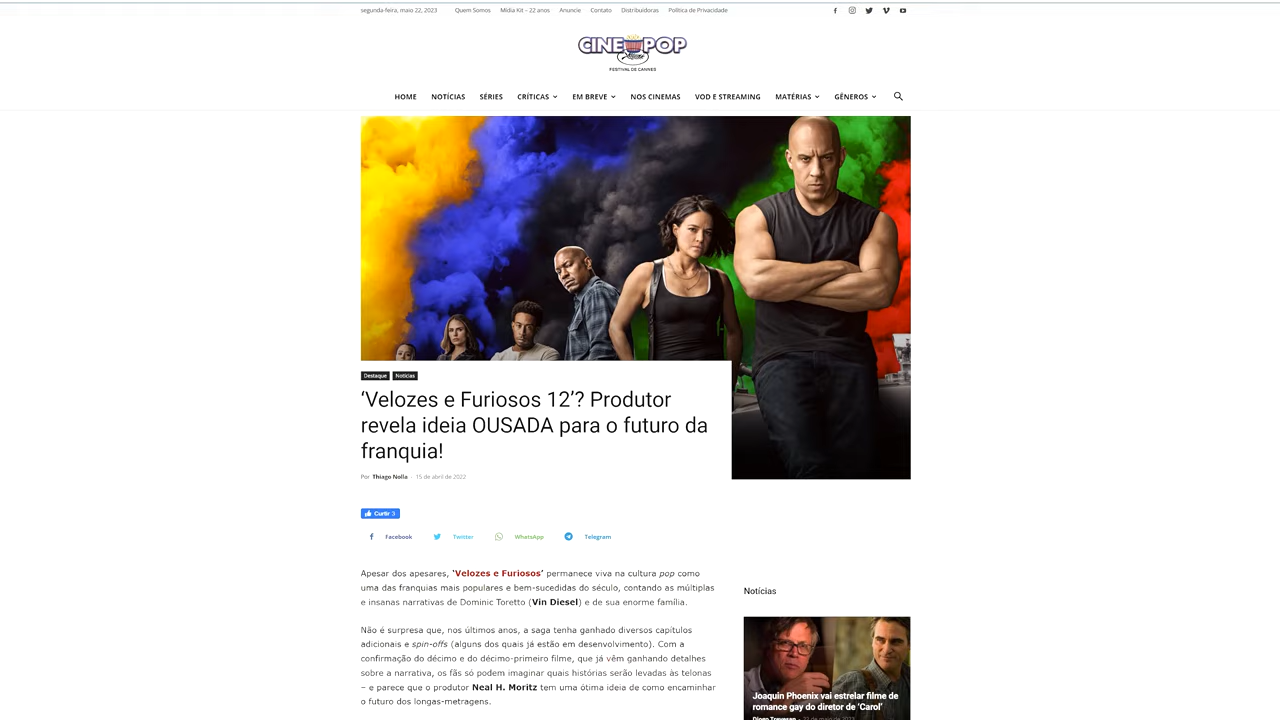 segunda-feira, maio 22, 2023 Quem Somos Mídia Kit – 22 anos Anuncie Contato Distribuidoras Política de Privacidade
CINEPOP
FESTIVAL DE CANNES
HOME NOTÍCIAS SÉRIES CRÍTICAS EM BREVE NOS CINEMAS VOD E STREAMING MATÉRIAS GÊNEROS
Destaque Notícias
‘Velozes e Furiosos 12’? Produtor
revela ideia OUSADA para o futuro da
franquia!
Por Thiago Nolla - 15 de abril de 2022
Curtir 3
Facebook Twitter WhatsApp Telegram
Apesar dos apesares, ‘Velozes e Furiosos’ permanece viva na cultura pop como
uma das franquias mais populares e bem-sucedidas do século, contando as múltiplas
e insanas narrativas de Dominic Toretto (Vin Diesel) e de sua enorme família.
Não é surpresa que, nos últimos anos, a saga tenha ganhado diversos capítulos
adicionais e spin-offs (alguns dos quais já estão em desenvolvimento). Com a
confirmação do décimo e do décimo-primeiro filme, que já vêm ganhando detalhes
sobre a narrativa, os fãs só podem imaginar quais histórias serão levadas às telonas
– e parece que o produtor Neal H. Moritz tem uma ótima ideia de como encaminhar
o futuro dos longas-metragens.
Notícias
Joaquin Phoenix vai estrelar filme de
romance gay do diretor de ‘Carol’
Diogo Trevesan - 22 de maio de 2023